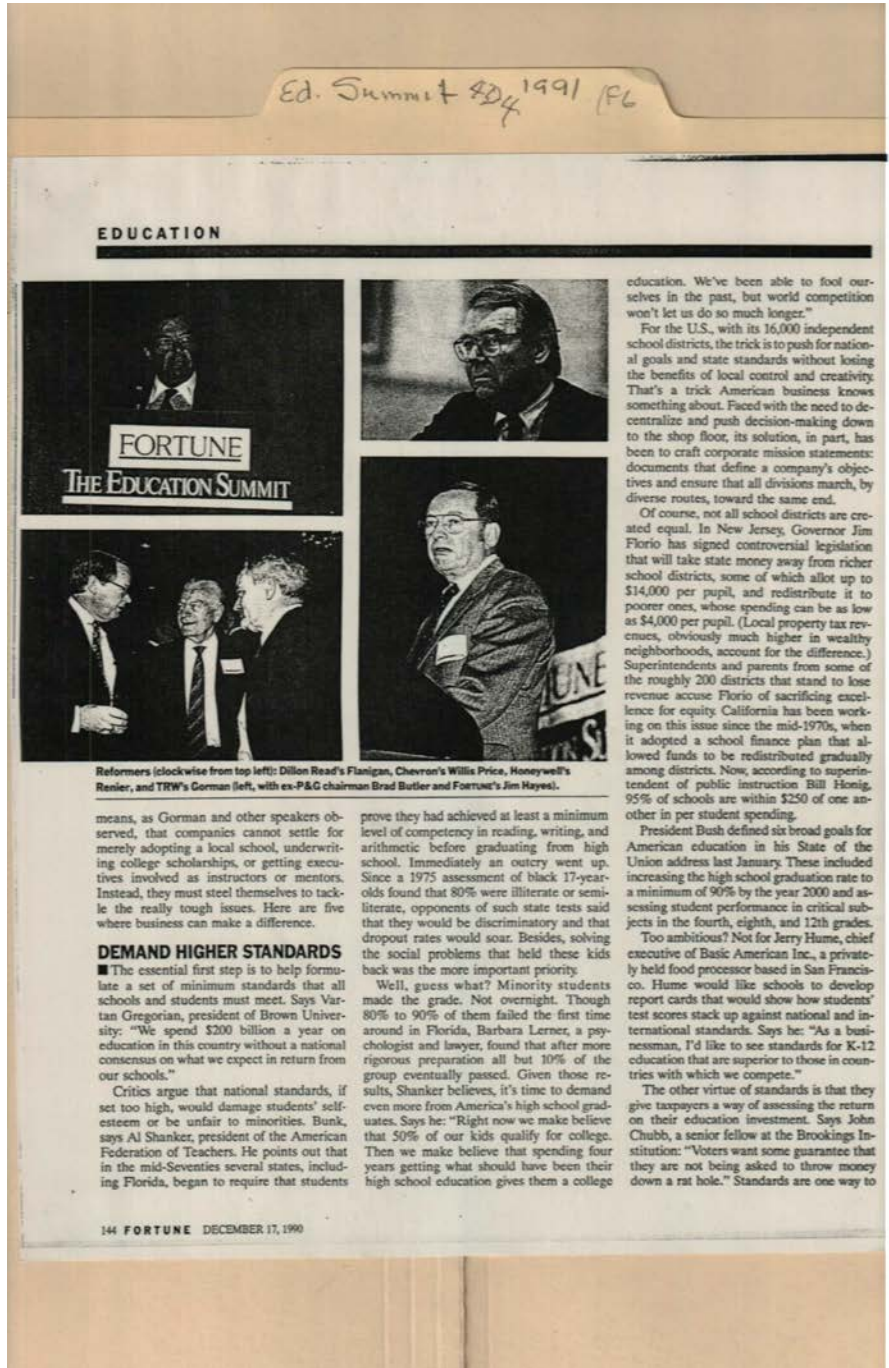 Ed. Summit 1991
EDUCATION
FORTUNE
THE EDUCATION SUMMIT
Reformers (clockwise from top left): Dillon Read's Flanigan, Chevron's Willis Price, Honeywell's
Renier, and TRW's Gorman (left, with ex-P&G chairman Brad Butler and FORTUNE's Jim Hayes).
means, as Gorman and other speakers ob-
served, that companies cannot settle for
merely adopting a local school, underwrit-
ing college scholarships, or getting execu-
tives involved as instructors or mentors.
Instead, they must steel themselves to tack-
le the really tough issues. Here are five
where business can make a difference.
DEMAND HIGHER STANDARDS
■ The essential first step is to help formu-
late a set of minimum standards that all
schools and students must meet. Says Var-
tan Gregorian, president of Brown Univer-
sity: "We spend $200 billion a year on
education in this country without a national
consensus on what we expect in return from
our schools."
Critics argue that national standards, if
set too high, would damage students' self-
esteem or be unfair to minorities. Bunk,
says Al Shanker, president of the American
Federation of Teachers. He points out that
in the mid-Seventies several states, includ-
ing Florida, began to require that students
prove they had achieved at least a minimum
level of competency in reading, writing, and
arithmetic before graduating from high
school. Immediately an outcry went up.
Since a 1975 assessment of black 17-year-
olds found that 80% were illiterate or semi-
literate, opponents of such state tests said
that they would be discriminatory and that
dropout rates would soar. Besides, solving
the social problems that held these kids
back was the more important priority.
Well, guess what? Minority students
made the grade. Not overnight. Though
80% to 90% of them failed the first time
around in Florida, Barbara Lerner, a psy-
chologist and lawyer, found that after more
rigorous preparation all but 10% of the
group eventually passed. Given those re-
sults, Shanker believes, it's time to demand
even more from America's high school grad-
uates. Says he: "Right now we make believe
that 50% of our kids qualify for college.
Then we make believe that spending four
years getting what should have been their
high school education gives them a college
education. We've been able to fool our-
selves in the past, but world competition
won't let us do so much longer."
For the U.S., with its 16,000 independent
school districts, the trick is to push for nation-
al goals and state standards without losing
the benefits of local control and creativity.
That's a trick American business knows
something about. Faced with the need to de-
centralize and push decision-making down
to the shop floor, its solution, in part, has
been to craft corporate mission statements:
documents that define a company's objec-
tives and ensure that all divisions march, by
diverse routes, toward the same end.
Of course, not all school districts are cre-
ated equal. In New Jersey, Governor Jim
Florio has signed controversial legislation
that will take state money away from richer
school districts, some of which allot up to
$14,000 per pupil, and redistribute it to
poorer ones, whose spending can be as low
as $4,000 per pupil. (Local property tax rev-
enues, obviously much higher in wealthy
neighborhoods, account for the difference.)
Superintendents and parents from some of
the roughly 200 districts that stand to lose
revenue accuse Florio of sacrificing excel-
lence for equity. California has been work-
ing on this issue since the mid-1970s, when
it adopted a school finance plan that al-
lowed funds to be redistributed gradually
among districts. Now, according to superin-
tendent of public instruction Bill Honig,
95% of schools are within $250 of one an-
other in per student spending.
President Bush defined six broad goals for
American education in his State of the
Union address last January. These included
increasing the high school graduation rate to
a minimum of 90% by the year 2000 and as-
sessing student performance in critical sub-
jects in the fourth, eighth, and 12th grades.
Too ambitious? Not for Jerry Hume, chief
executive of Basic American Inc., a private-
ly held food processor based in San Francis-
co. Hume would like schools to develop
report cards that would show how students'
test scores stack up against national and in-
ternational standards. Says he: "As a busi-
nessman, I'd like to see standards for K-12
education that are superior to those in coun-
tries with which we compete."
The other virtue of standards is that they
give taxpayers a way of assessing the return
on their education investment. Says John
Chubb, a senior fellow at the Brookings In-
stitution: "Voters want some guarantee that
they are not being asked to throw money
down a rat hole." Standards are one way to
144 FORTUNE DECEMBER 17, 1990